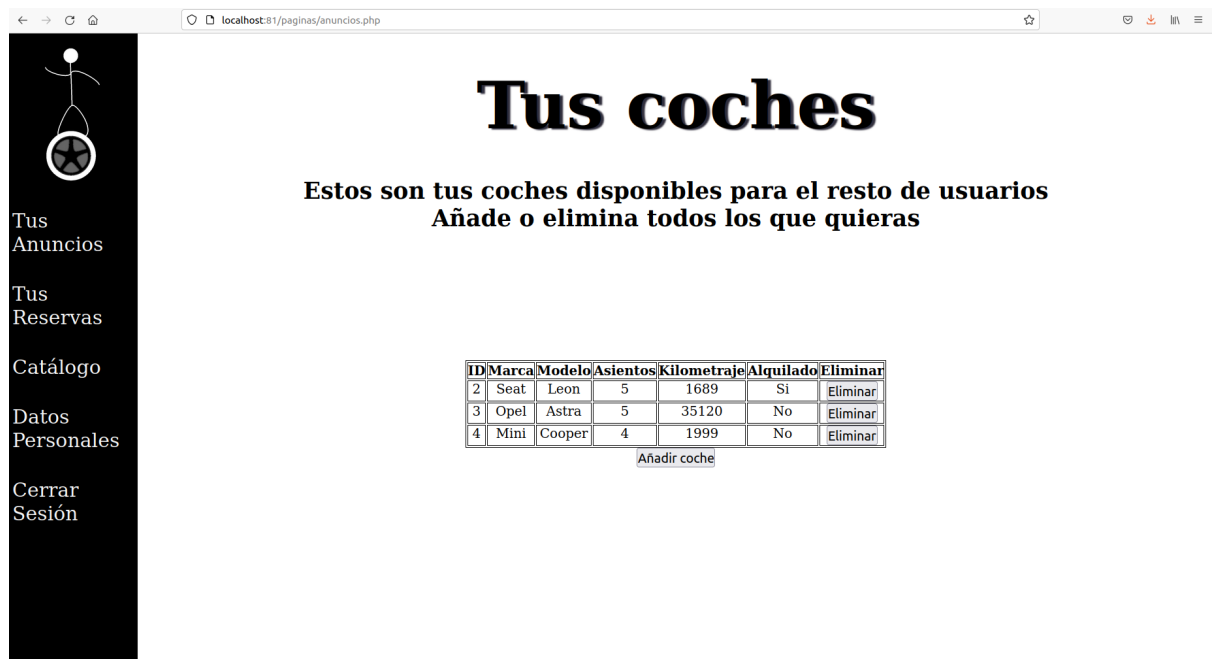 localhost:81/paginas/anuncios.php
Tus
Anuncios
Tus
Reservas
Catálogo
Datos
Personales
Cerrar
Sesión
Tus coches
Estos son tus coches disponibles para el resto de usuarios
Añade o elimina todos los que quieras
ID Marca Modelo Asientos Kilometraje Alquilado Eliminar
2 Seat Leon 5 1689 Si Eliminar
3 Opel Astra 5 35120 No Eliminar
4 Mini Cooper 4 1999 No Eliminar
Añadir coche